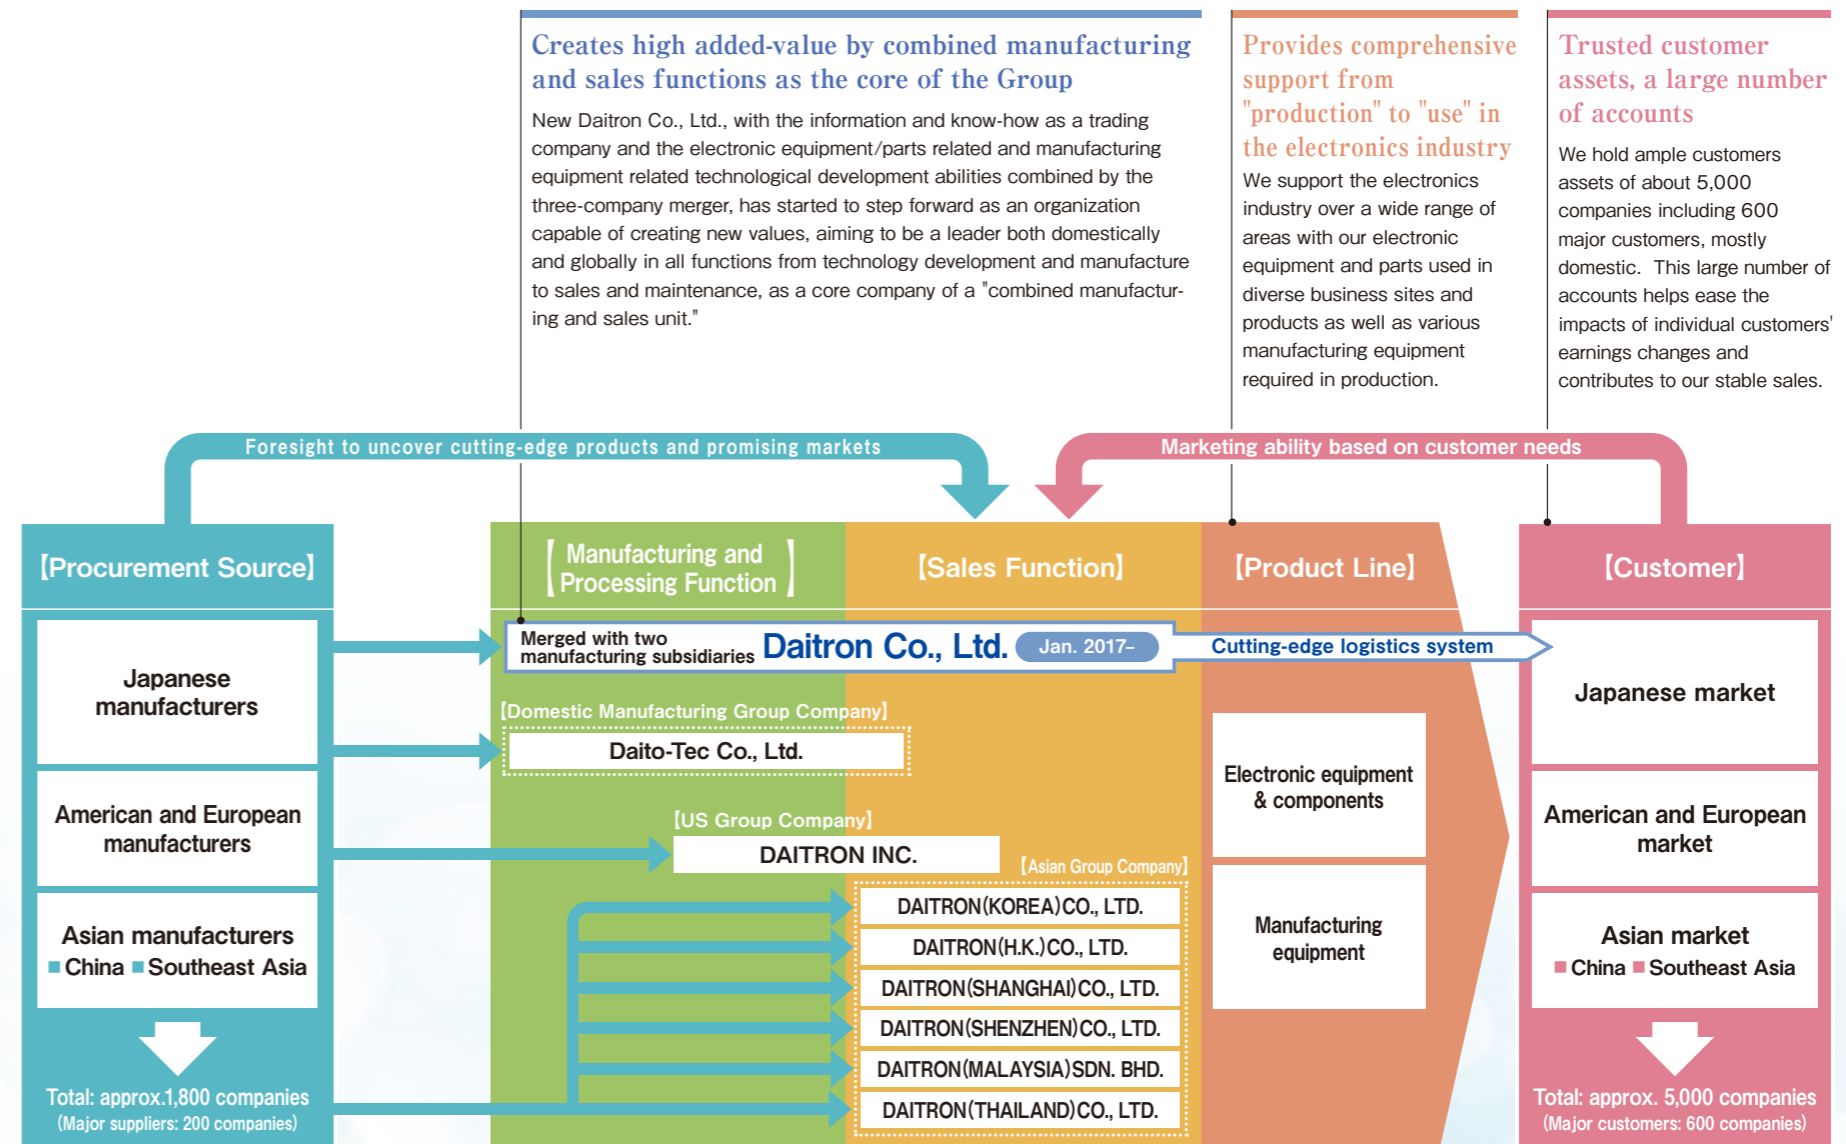 Creates high added-value by combined manufacturing
and sales functions as the core of the Group
New Daitron Co., Ltd., with the information and know-how as a trading
company and the electronic equipment/parts related and manufacturing
equipment related technological development abilities combined by the
three-company merger, has started to step forward as an organization
capable of creating new values, aiming to be a leader both domestically
and globally in all functions from technology development and manufacture
to sales and maintenance, as a core company of a "combined manufactur-
ing and sales unit."
Provides comprehensive
support from
"production" to "use" in
the electronics industry
We support the electronics
industry over a wide range of
areas with our electronic
equipment and parts used in
diverse business sites and
products as well as various
manufacturing equipment
required in production.
Trusted customer
assets, a large number
of accounts
We hold ample customers
assets of about 5,000
companies including 600
major customers, mostly
domestic. This large number of
accounts helps ease the
impacts of individual customers'
earnings changes and
contributes to our stable sales.
Foresight to uncover cutting-edge products and promising markets
Marketing ability based on customer needs
【Procurement Source】
Japanese
manufacturers
American and European
manufacturers
Asian manufacturers
■ China ■ Southeast Asia
Total: approx.1,800 companies
(Major suppliers: 200 companies)
【Manufacturing and
Processing Function】
【Sales Function】
【Product Line】
【Customer】
Merged with two
manufacturing subsidiaries
Daitron Co., Ltd.
Jan. 2017–
Cutting-edge logistics system
【Domestic Manufacturing Group Company】
Daito-Tec Co., Ltd.
【US Group Company】
DAITRON INC.
【Asian Group Company】
DAITRON(KOREA)CO., LTD.
DAITRON(H.K.)CO., LTD.
DAITRON(SHANGHAI)CO., LTD.
DAITRON(SHENZHEN)CO., LTD.
DAITRON(MALAYSIA)SDN. BHD.
DAITRON(THAILAND)CO., LTD.
Electronic equipment
& components
Manufacturing
equipment
Japanese market
American and European
market
Asian market
■ China ■ Southeast Asia
Total: approx. 5,000 companies
(Major customers: 600 companies)